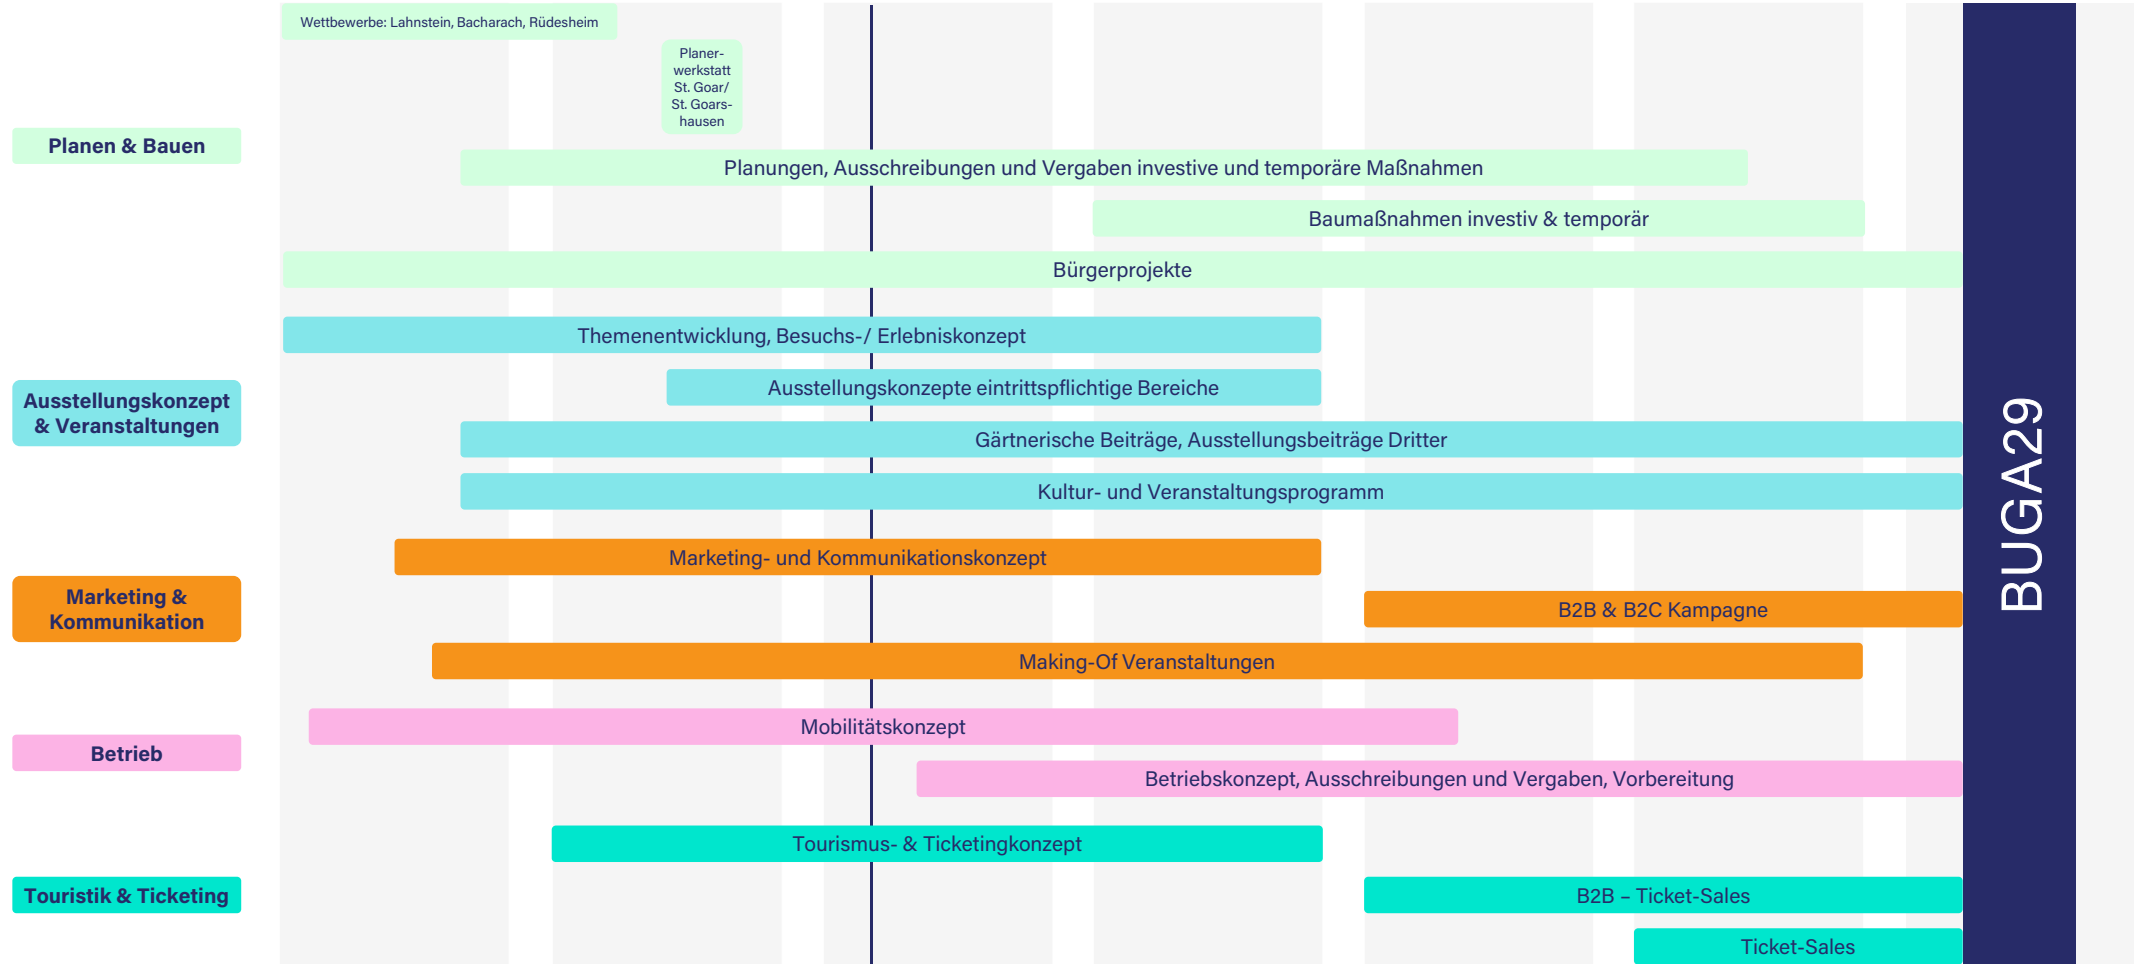 Wettbewerbe: Lahnstein, Bacharach, Rüdesheim
Planer-
werkstatt
St. Goar/
St. Goars-
hausen
Planen & Bauen
Planungen, Ausschreibungen und Vergaben investive und temporäre Maßnahmen
Baumaßnahmen investiv & temporär
Bürgerprojekte
Themenentwicklung, Besuchs-/ Erlebniskonzept
Ausstellungskonzepte eintrittspflichtige Bereiche
Ausstellungskonzept
& Veranstaltungen
Gärtnerische Beiträge, Ausstellungsbeiträge Dritter
Kultur- und Veranstaltungsprogramm
Marketing- und Kommunikationskonzept
Marketing &
Kommunikation
B2B & B2C Kampagne
Making-Of Veranstaltungen
Mobilitätskonzept
Betrieb
Betriebskonzept, Ausschreibungen und Vergaben, Vorbereitung
Tourismus- & Ticketingkonzept
Touristik & Ticketing
B2B – Ticket-Sales
Ticket-Sales
BUGA29